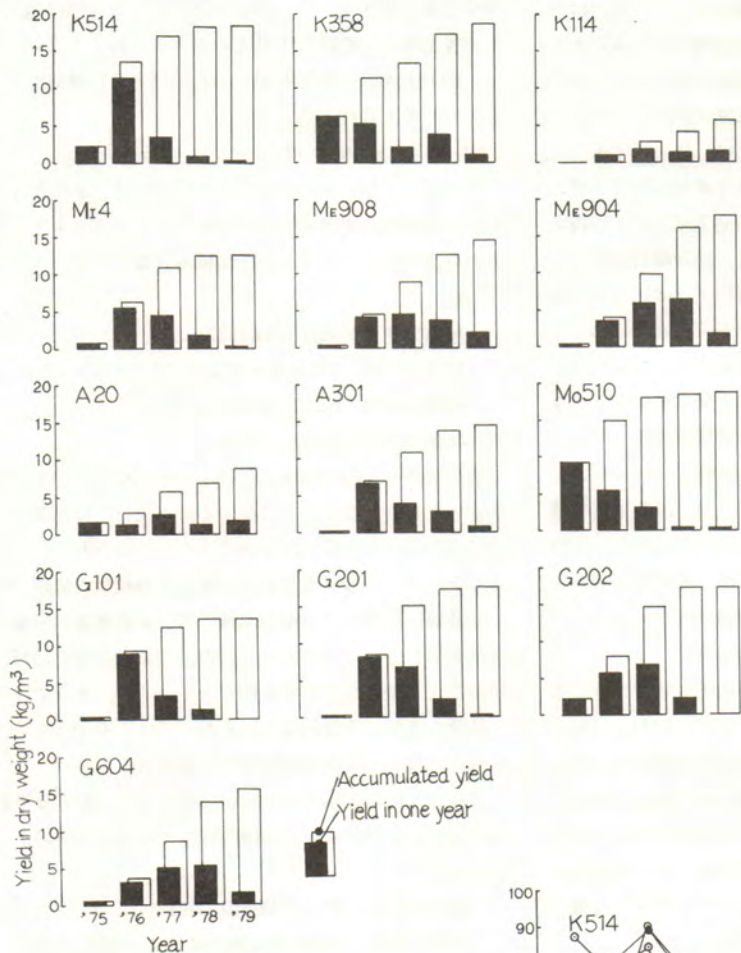 K514
K358
K114
20
15
10
5
0
MI4
ME908
ME904
20
15
10
5
0
A20
A301
MO510
20
15
10
5
0
G101
G201
G202
20
15
10
5
0
G604
20
15
10
5
0
Yield in dry weight (kg/m³)
Accumulated yield
Yield in one year
'75 '76 '77 '78 '79
Year
100
90
K514